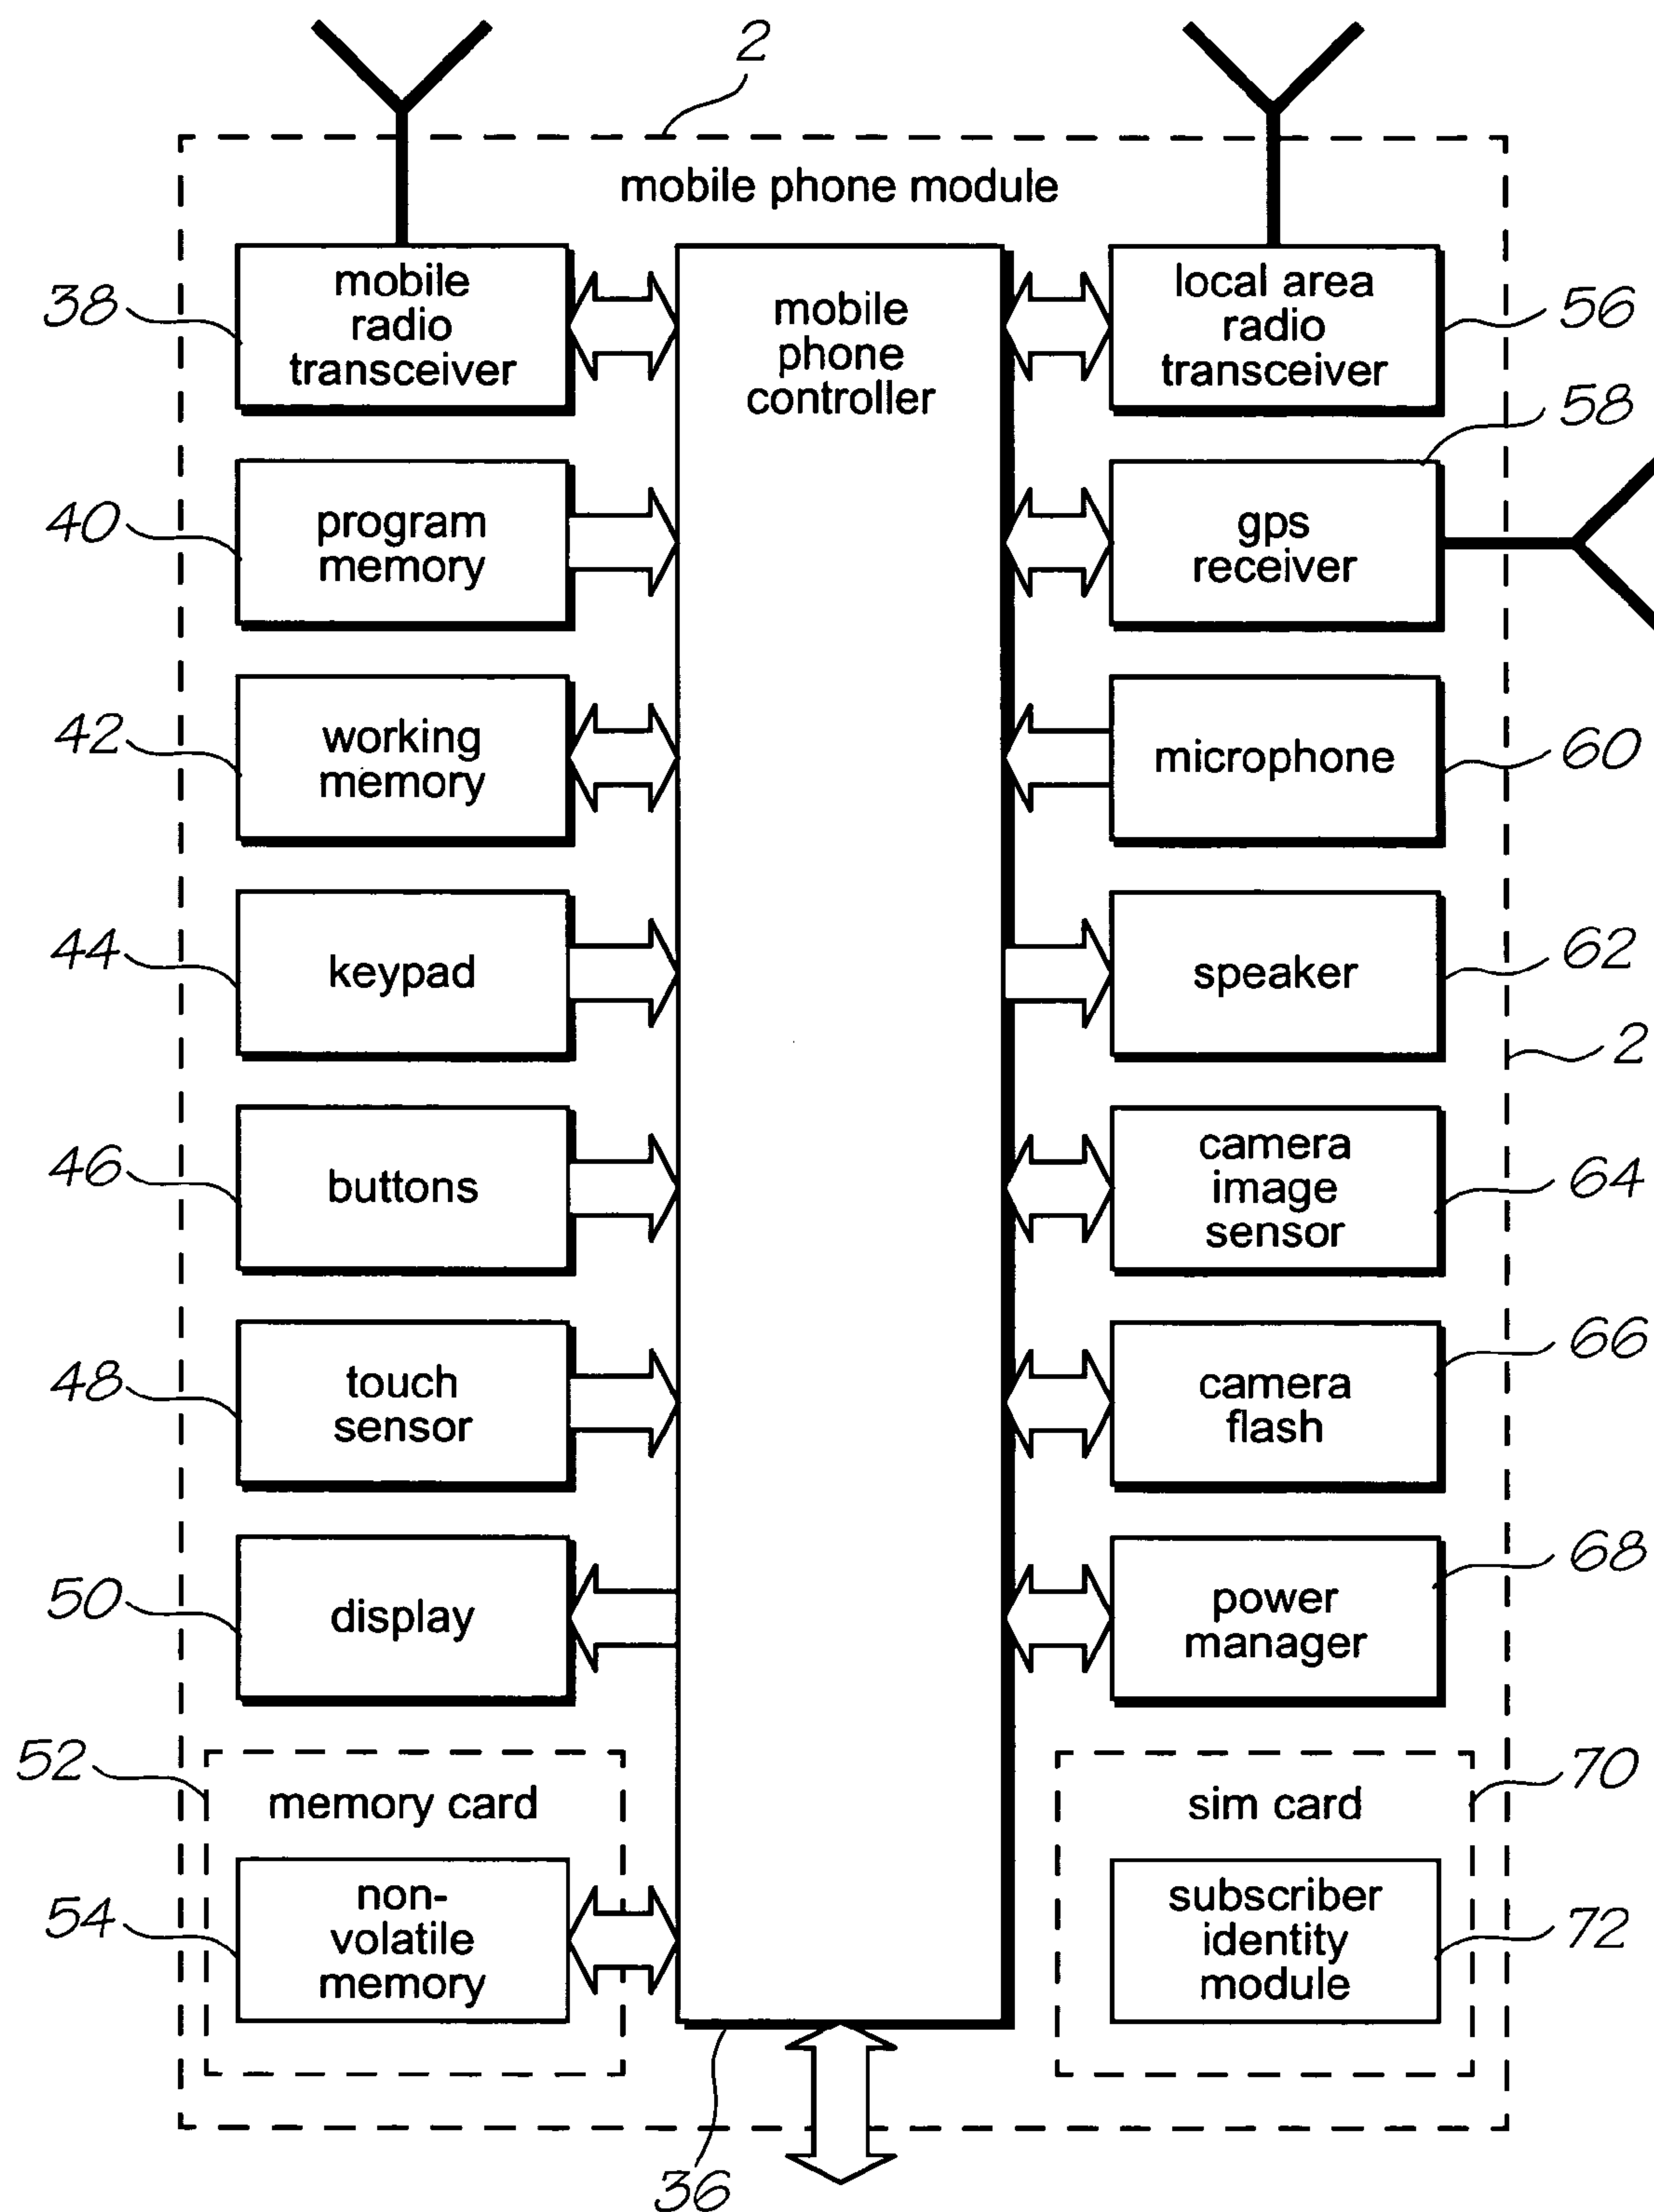 2
mobile phone module
38
mobile
radio
transceiver
mobile
phone
controller
local area
radio
transceiver
56
58
40
program
memory
gps
receiver
42
working
memory
microphone
60
44
keypad
speaker
62
2
46
buttons
camera
image
sensor
64
48
touch
sensor
camera
flash
66
50
display
power
manager
68
52
memory card
sim card
70
54
non-
volatile
memory
subscriber
identity
module
72
36